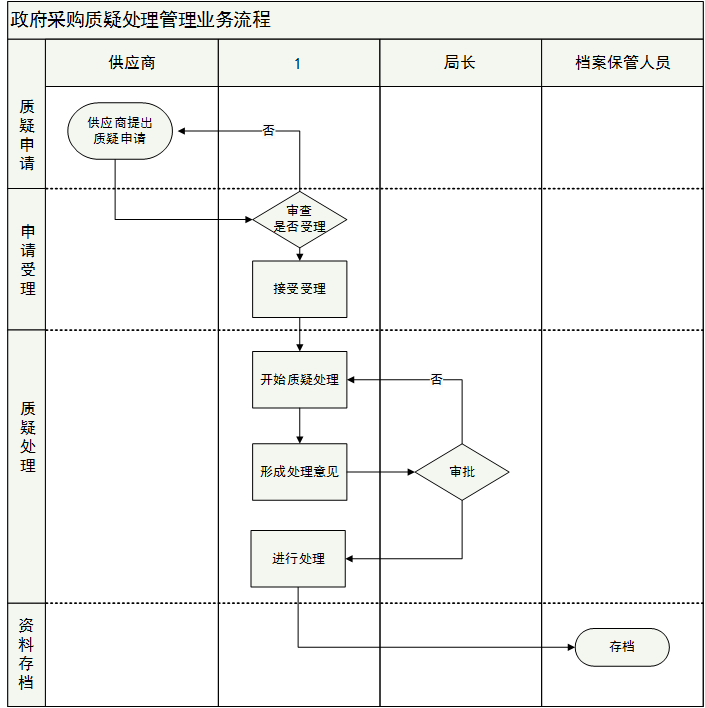 政府采购质疑处理管理业务流程
供应商
1
局长
档案保管人员
质疑申请
供应商提出
质疑申请
否
申请受理
审查
是否受理
接受受理
质疑处理
开始质疑处理
否
形成处理意见
审批
进行处理
资料存档
存档